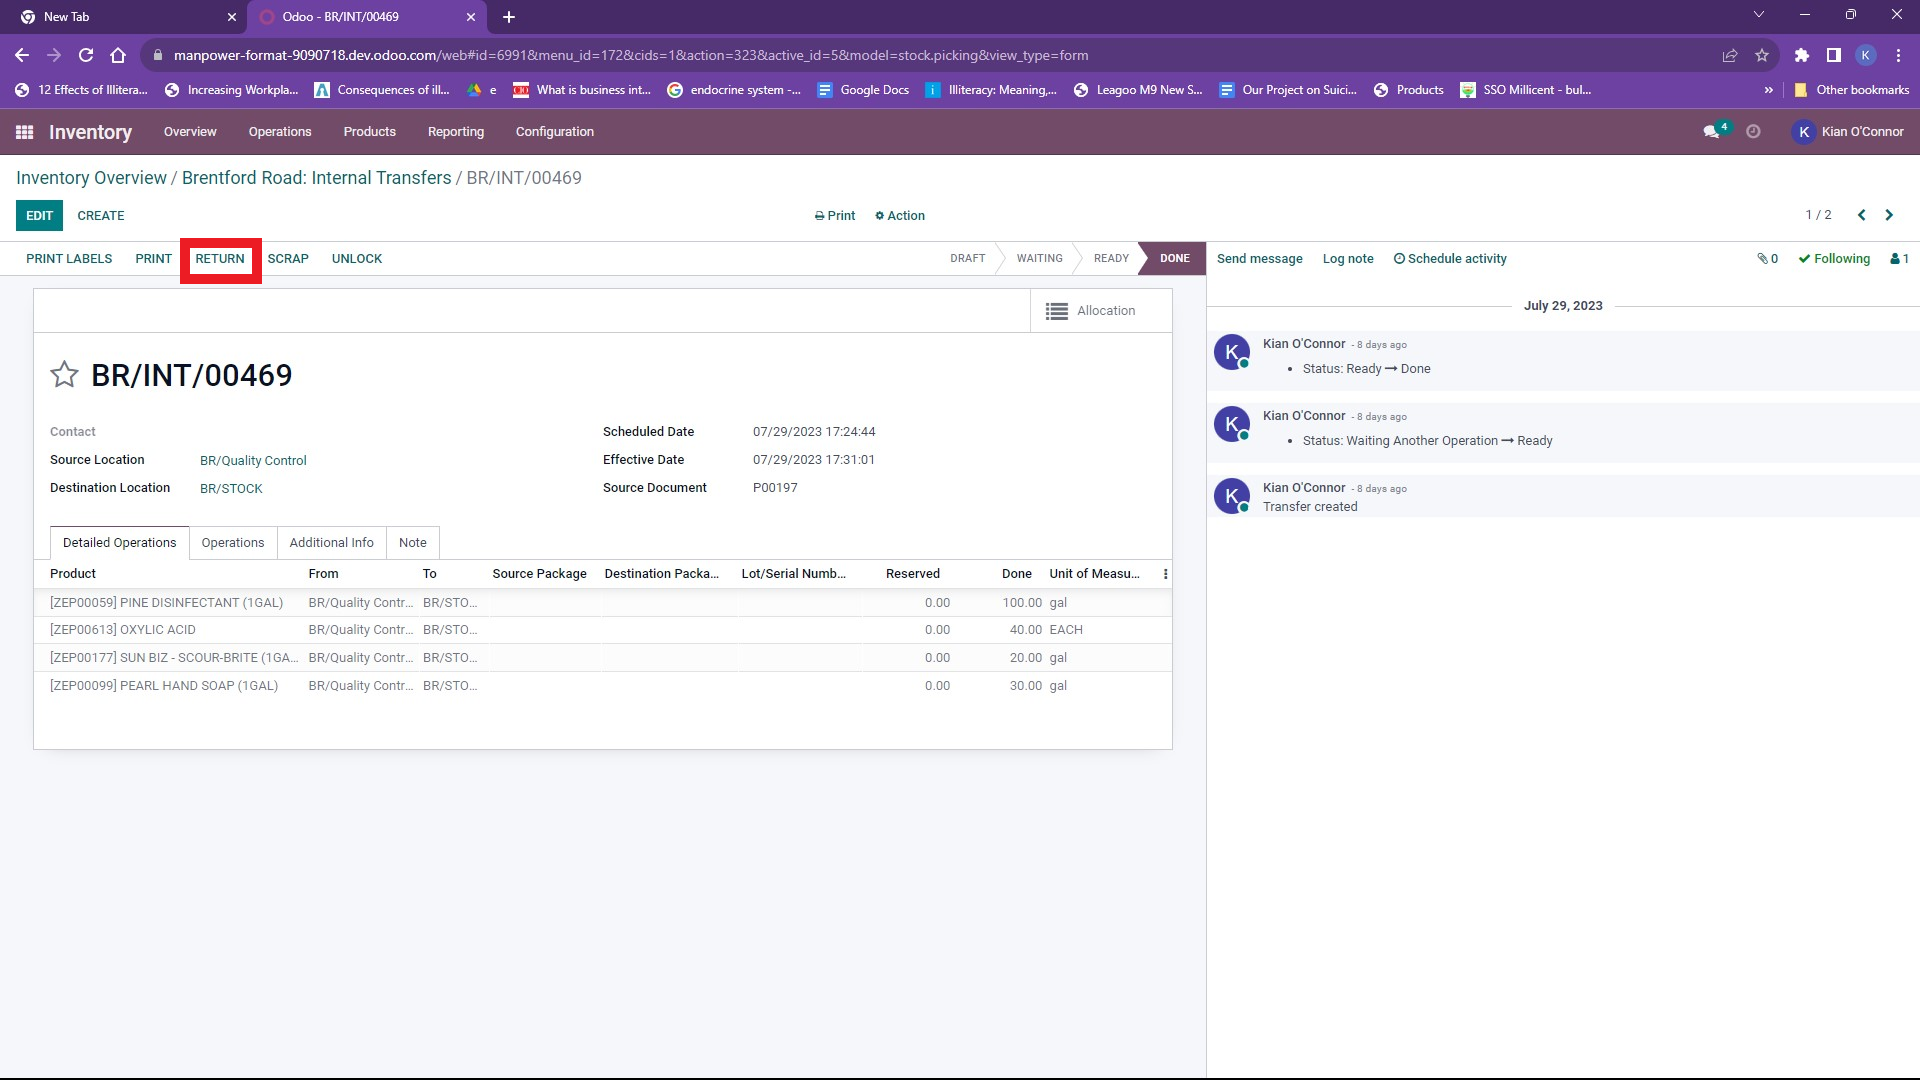 New Tab
Odoo - BR/INT/00469
manpower-format-9090718.dev.odoo.com/web#id=6991&menu_id=172&cids=1&action=323&active_id=5&model=stock.picking&view_type=form
K
12 Effects of Illitera...
Increasing Workpla...
Consequences of ill...
e
What is business int...
endocrine system -...
Google Docs
Illiteracy: Meaning,...
Leagoo M9 New S...
Our Project on Suici...
Products
SSO Millicent - bul...
»
Other bookmarks
Inventory
Overview
Operations
Products
Reporting
Configuration
4
K
Kian O'Connor
Inventory Overview / Brentford Road: Internal Transfers / BR/INT/00469
EDIT
CREATE
Print
Action
1 / 2
PRINT LABELS
PRINT
RETURN
SCRAP
UNLOCK
DRAFT
WAITING
READY
DONE
Send message
Log note
Schedule activity
0
Following
1
Allocation
July 29, 2023
BR/INT/00469
K
Kian O'Connor - 8 days ago
• Status: Ready → Done
K
Kian O'Connor - 8 days ago
• Status: Waiting Another Operation → Ready
K
Kian O'Connor - 8 days ago
Transfer created
Contact
Source Location BR/Quality Control
Destination Location BR/STOCK
Scheduled Date 07/29/2023 17:24:44
Effective Date 07/29/2023 17:31:01
Source Document P00197
Detailed Operations
Operations
Additional Info
Note
Product From To Source Package Destination Packa... Lot/Serial Numb... Reserved Done Unit of Measu...
[ZEP00059] PINE DISINFECTANT (1GAL) BR/Quality Contr... BR/STO... 0.00 100.00 gal
[ZEP00613] OXYLIC ACID BR/Quality Contr... BR/STO... 0.00 40.00 EACH
[ZEP00177] SUN BIZ - SCOUR-BRITE (1GA... BR/Quality Contr... BR/STO... 0.00 20.00 gal
[ZEP00099] PEARL HAND SOAP (1GAL) BR/Quality Contr... BR/STO... 0.00 30.00 gal